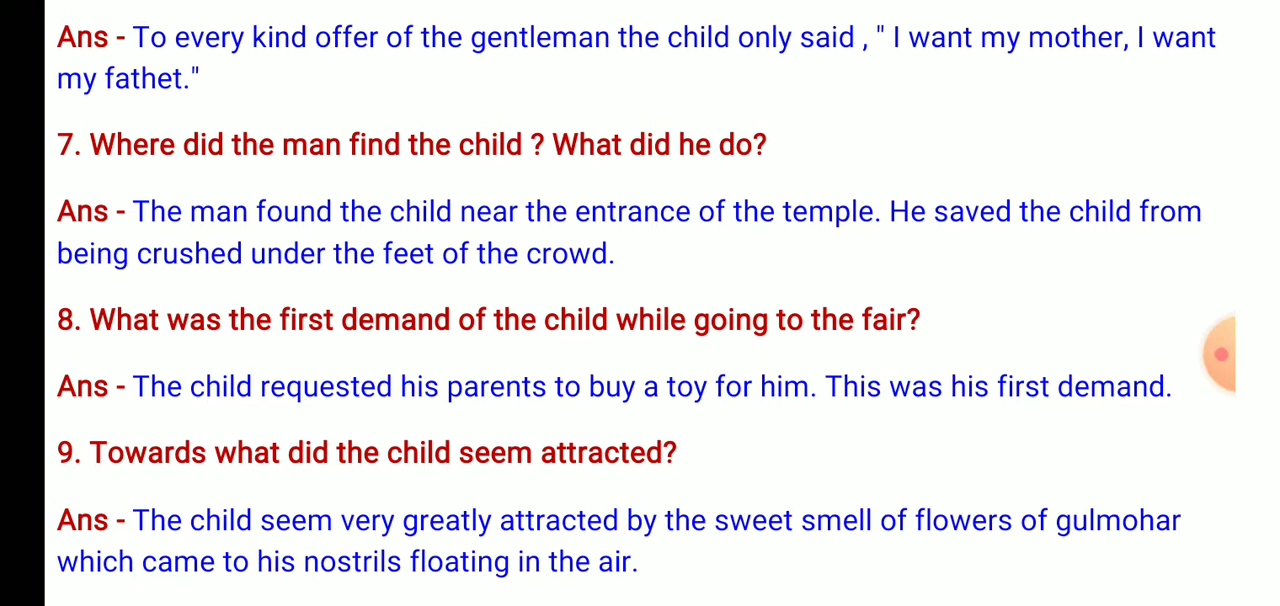 Ans - To every kind offer of the gentleman the child only said , " I want my mother, I want
my fathet."
7. Where did the man find the child ? What did he do?
Ans - The man found the child near the entrance of the temple. He saved the child from
being crushed under the feet of the crowd.
8. What was the first demand of the child while going to the fair?
Ans - The child requested his parents to buy a toy for him. This was his first demand.
9. Towards what did the child seem attracted?
Ans - The child seem very greatly attracted by the sweet smell of flowers of gulmohar
which came to his nostrils floating in the air.